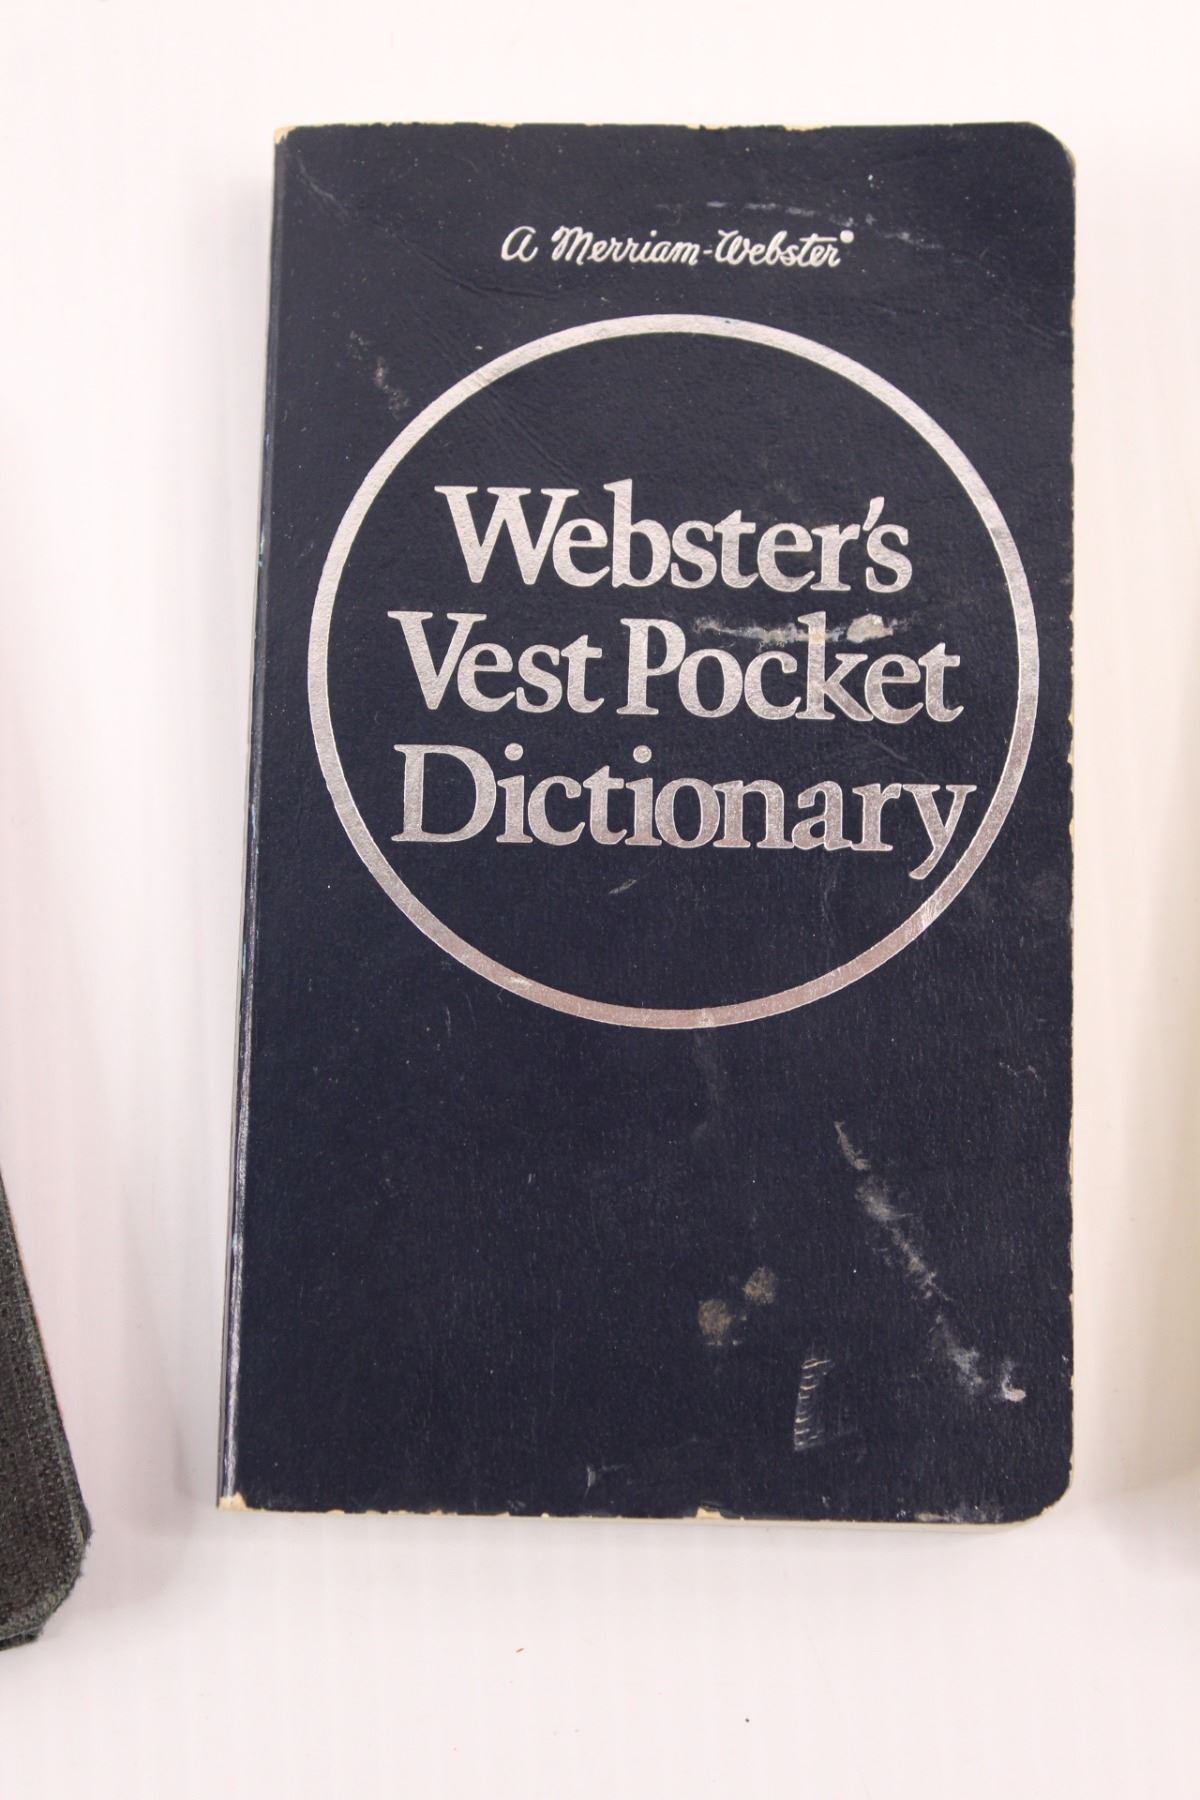 A Merriam-Webster®
Webster's
Vest Pocket
Dictionary